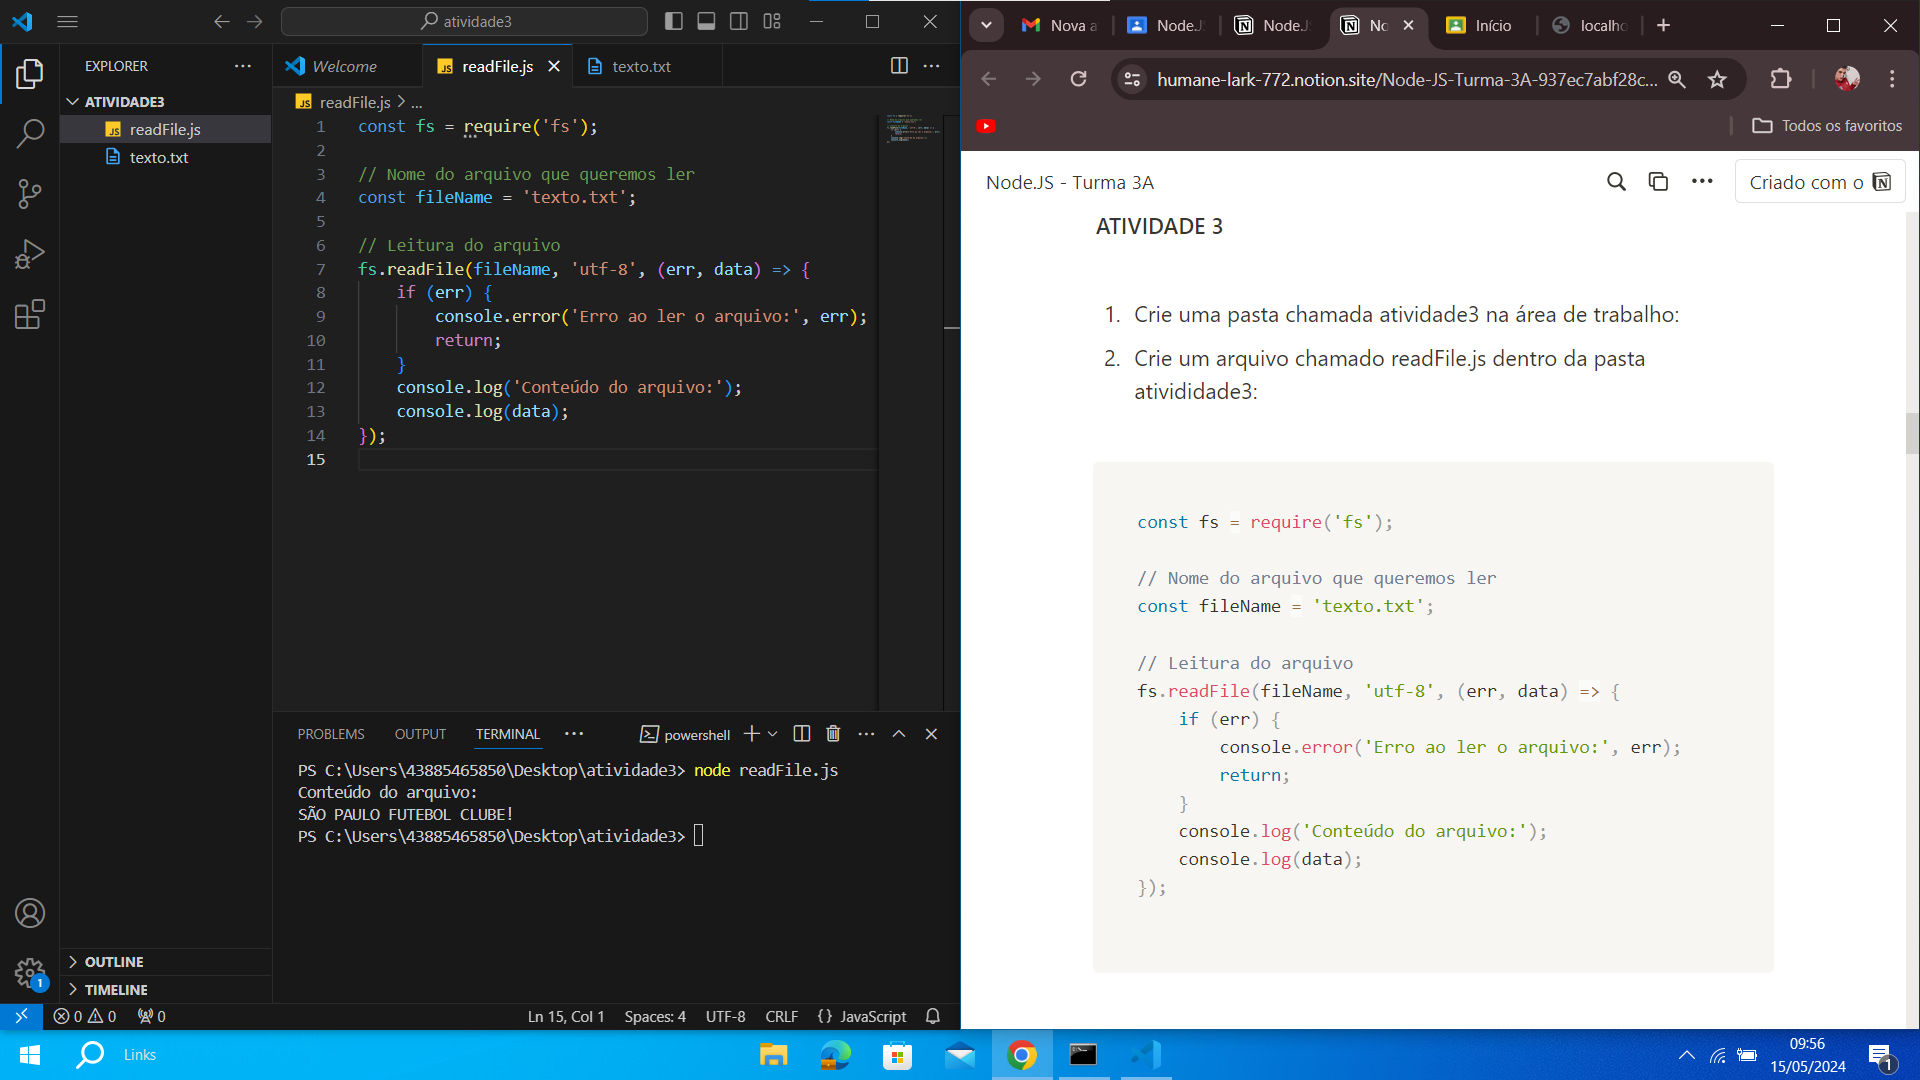 atividade3
EXPLORER
ATIVIDADE3
readFile.js
texto.txt
OUTLINE
TIMELINE
Welcome
readFile.js
texto.txt
readFile.js > ...
1 const fs = require('fs');
2
3 // Nome do arquivo que queremos ler
4 const fileName = 'texto.txt';
5
6 // Leitura do arquivo
7 fs.readFile(fileName, 'utf-8', (err, data) => {
8 if (err) {
9 console.error('Erro ao ler o arquivo:', err);
10 return;
11 }
12 console.log('Conteúdo do arquivo:');
13 console.log(data);
14 });
15
PROBLEMS OUTPUT TERMINAL ... powershell
PS C:\Users\43885465850\Desktop\atividade3> node readFile.js
Conteúdo do arquivo:
SÃO PAULO FUTEBOL CLUBE!
PS C:\Users\43885465850\Desktop\atividade3>
1
0 0 0
Ln 15, Col 1 Spaces: 4 UTF-8 CRLF {} JavaScript
Nova a Node.J Node.J No Início localho
humane-lark-772.notion.site/Node-JS-Turma-3A-937ec7abf28c...
Todos os favoritos
Node.JS - Turma 3A
Criado com o
ATIVIDADE 3
1. Crie uma pasta chamada atividade3 na área de trabalho:
2. Crie um arquivo chamado readFile.js dentro da pasta
ativididade3:
const fs = require('fs');
// Nome do arquivo que queremos ler
const fileName = 'texto.txt';
// Leitura do arquivo
fs.readFile(fileName, 'utf-8', (err, data) => {
if (err) {
console.error('Erro ao ler o arquivo:', err);
return;
}
console.log('Conteúdo do arquivo:');
console.log(data);
});
Links
09:56
15/05/2024
1